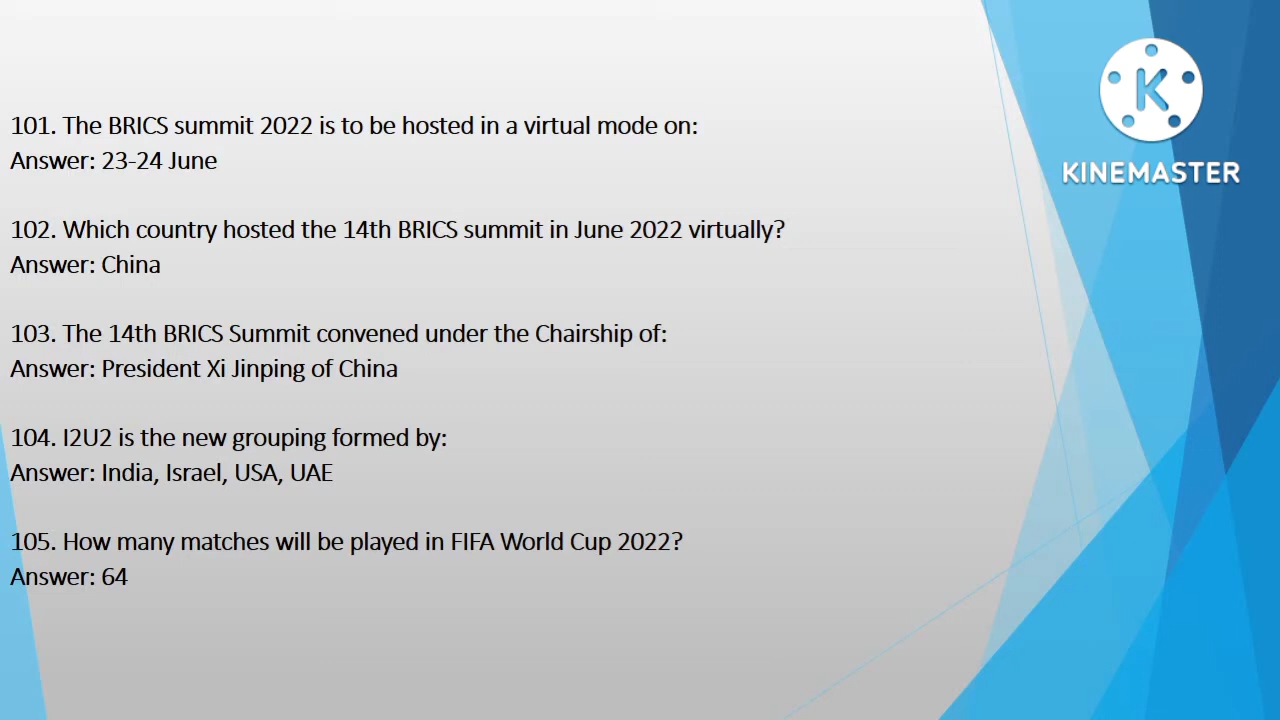 101. The BRICS summit 2022 is to be hosted in a virtual mode on:
Answer: 23-24 June
102. Which country hosted the 14th BRICS summit in June 2022 virtually?
Answer: China
103. The 14th BRICS Summit convened under the Chairship of:
Answer: President Xi Jinping of China
104. I2U2 is the new grouping formed by:
Answer: India, Israel, USA, UAE
105. How many matches will be played in FIFA World Cup 2022?
Answer: 64
K
KINEMASTER